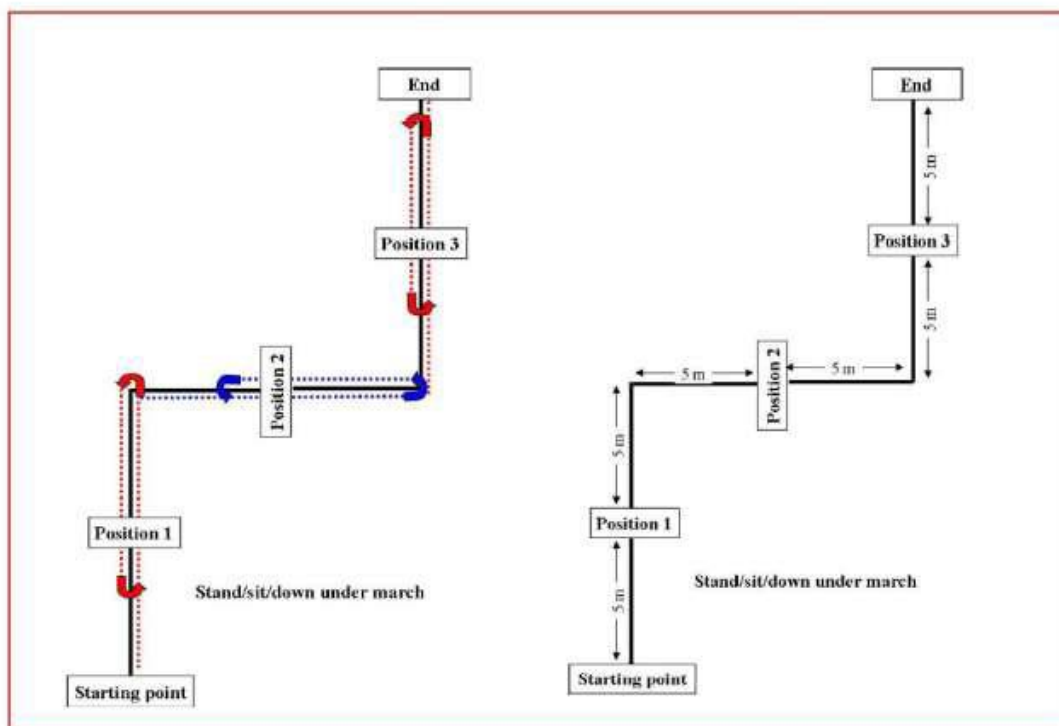 End
Position 3
Position 2
Position 1
Stand/sit/down under march
Starting point
End
5 m
Position 3
5 m
Position 2
5 m
5 m
5 m
Position 1
Stand/sit/down under march
5 m
Starting point